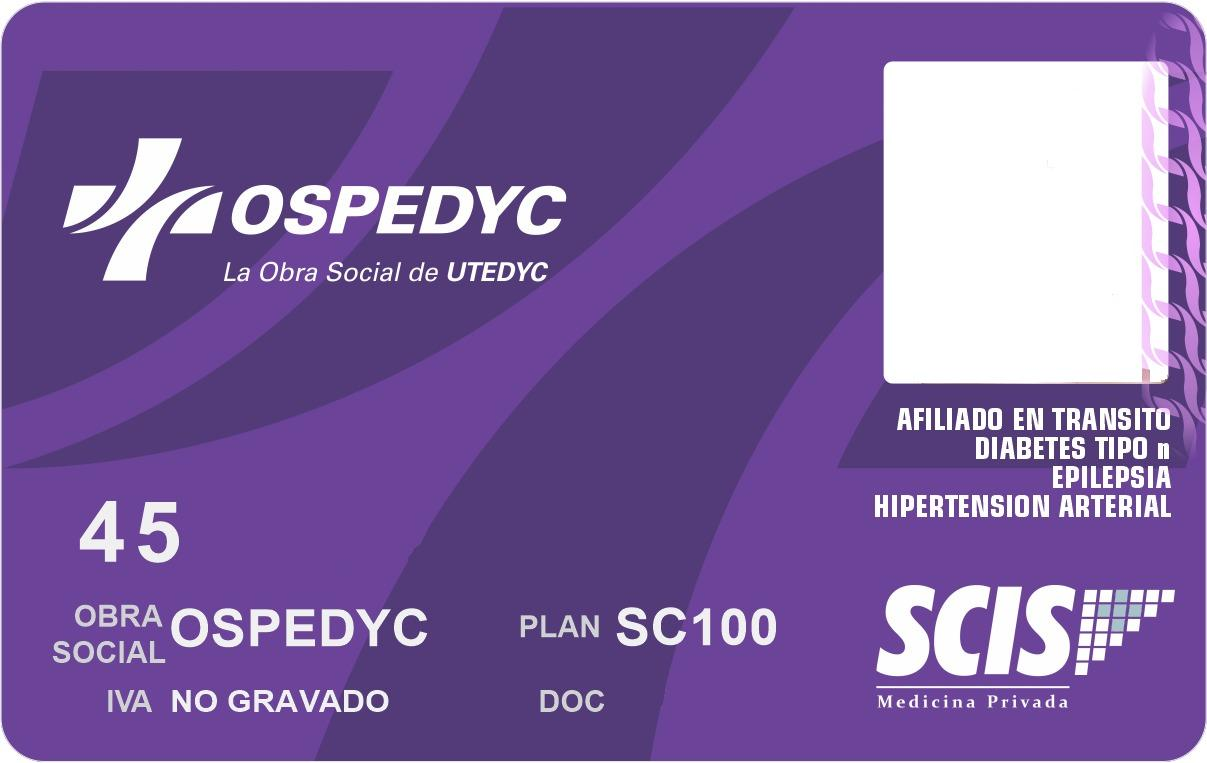 OSPEDYC
La Obra Social de UTEDYC
AFILIADO EN TRANSITO
DIABETES TIPO n
EPILEPSIA
HIPERTENSION ARTERIAL
45
OBRA SOCIAL OSPEDYC PLAN SC100
IVA NO GRAVADO DOC
SCIS
Medicina Privada